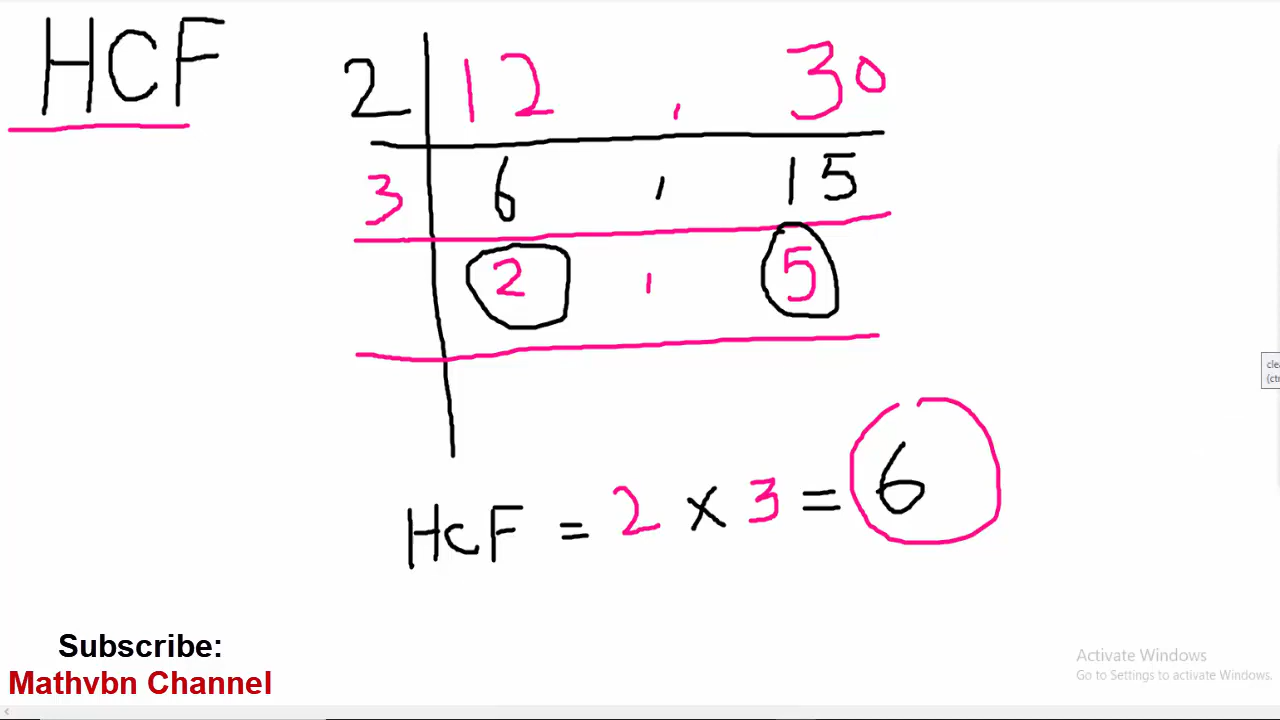 HCF
2 12 , 30
3 6 , 15
2 , 5
HCF = 2 × 3 = 6
Subscribe:
Mathvbn Channel
Activate Windows
Go to Settings to activate Windows.